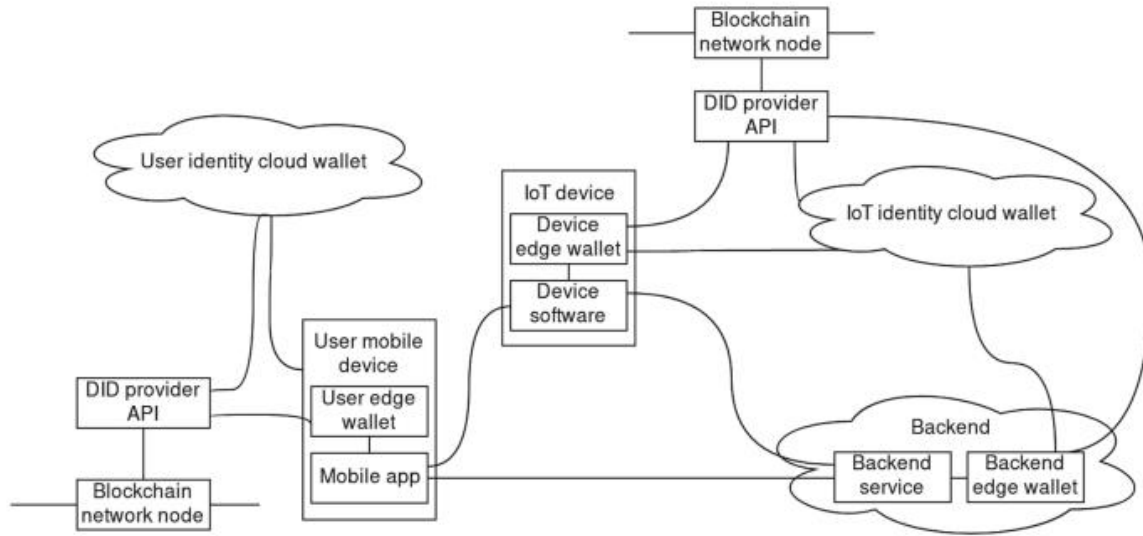 Blockchain
network node
DID provider
API
User identity cloud wallet
IoT device
Device
edge wallet
Device
software
IoT identity cloud wallet
User mobile
device
User edge
wallet
Mobile app
DID provider
API
Blockchain
network node
Backend
Backend
service
Backend
edge wallet